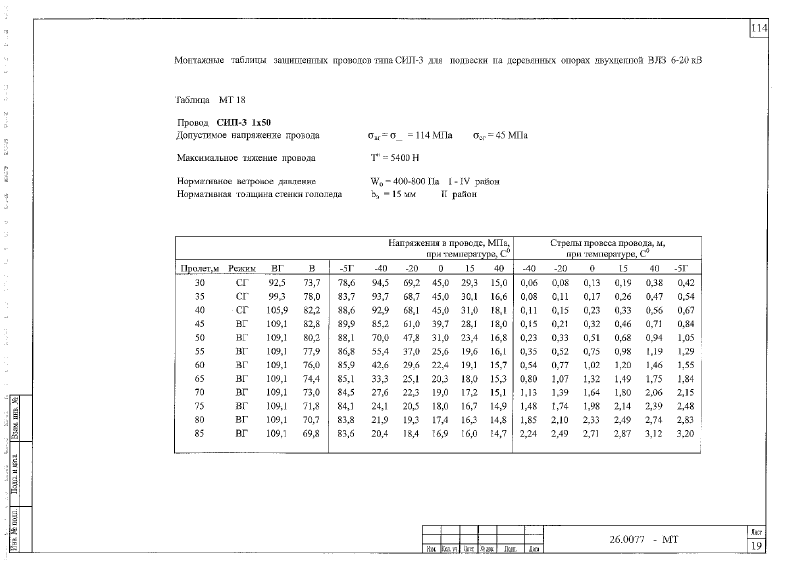 114
Монтажные таблицы защищенных проводов типа СИП-3 для подвески на деревянных опорах двухцепной ВЛЗ 6-20 кВ
Таблица МТ 18
Провод СИП-3 1х50
Допустимое напряжение провода σвг = σ_ = 114 МПа σсг = 45 МПа
Максимальное тяжение провода Тн = 5400 Н
Нормативное ветровое давление W₀ = 400-800 Па I - IV район
Нормативная толщина стенки гололеда bэ = 15 мм II район
Напряжения в проводе, МПа, при температуре, С⁰ Стрелы провеса провода, м, при температуре, С⁰
Пролет,м Режим ВГ В -5Г -40 -20 0 15 40 -40 -20 0 15 40 -5Г
30 СГ 92,5 73,7 78,6 94,5 69,2 45,0 29,3 15,0 0,06 0,08 0,13 0,19 0,38 0,42
35 СГ 99,3 78,0 83,7 93,7 68,7 45,0 30,1 16,6 0,08 0,11 0,17 0,26 0,47 0,54
40 СГ 105,9 82,2 88,6 92,9 68,1 45,0 31,0 18,1 0,11 0,15 0,23 0,33 0,56 0,67
45 ВГ 109,1 82,8 89,9 85,2 61,0 39,7 28,1 18,0 0,15 0,21 0,32 0,46 0,71 0,84
50 ВГ 109,1 80,2 88,1 70,0 47,8 31,0 23,4 16,8 0,23 0,33 0,51 0,68 0,94 1,05
55 ВГ 109,1 77,9 86,8 55,4 37,0 25,6 19,6 16,1 0,35 0,52 0,75 0,98 1,19 1,29
60 ВГ 109,1 76,0 85,9 42,6 29,6 22,4 19,1 15,7 0,54 0,77 1,02 1,20 1,46 1,55
65 ВГ 109,1 74,4 85,1 33,3 25,1 20,3 18,0 15,3 0,80 1,07 1,32 1,49 1,75 1,84
70 ВГ 109,1 73,0 84,5 27,6 22,3 19,0 17,2 15,1 1,13 1,39 1,64 1,80 2,06 2,15
75 ВГ 109,1 71,8 84,1 24,1 20,5 18,0 16,7 14,9 1,48 1,74 1,98 2,14 2,39 2,48
80 ВГ 109,1 70,7 83,8 21,9 19,3 17,4 16,3 14,8 1,85 2,10 2,33 2,49 2,74 2,83
85 ВГ 109,1 69,8 83,6 20,4 18,4 16,9 16,0 14,7 2,24 2,49 2,71 2,87 3,12 3,20
Взам. инв. №
Подп. и дата
Инв. № подл.
Изм. Кол. уч Лист № док Подп. Дата
26.0077 - МТ
Лист
19